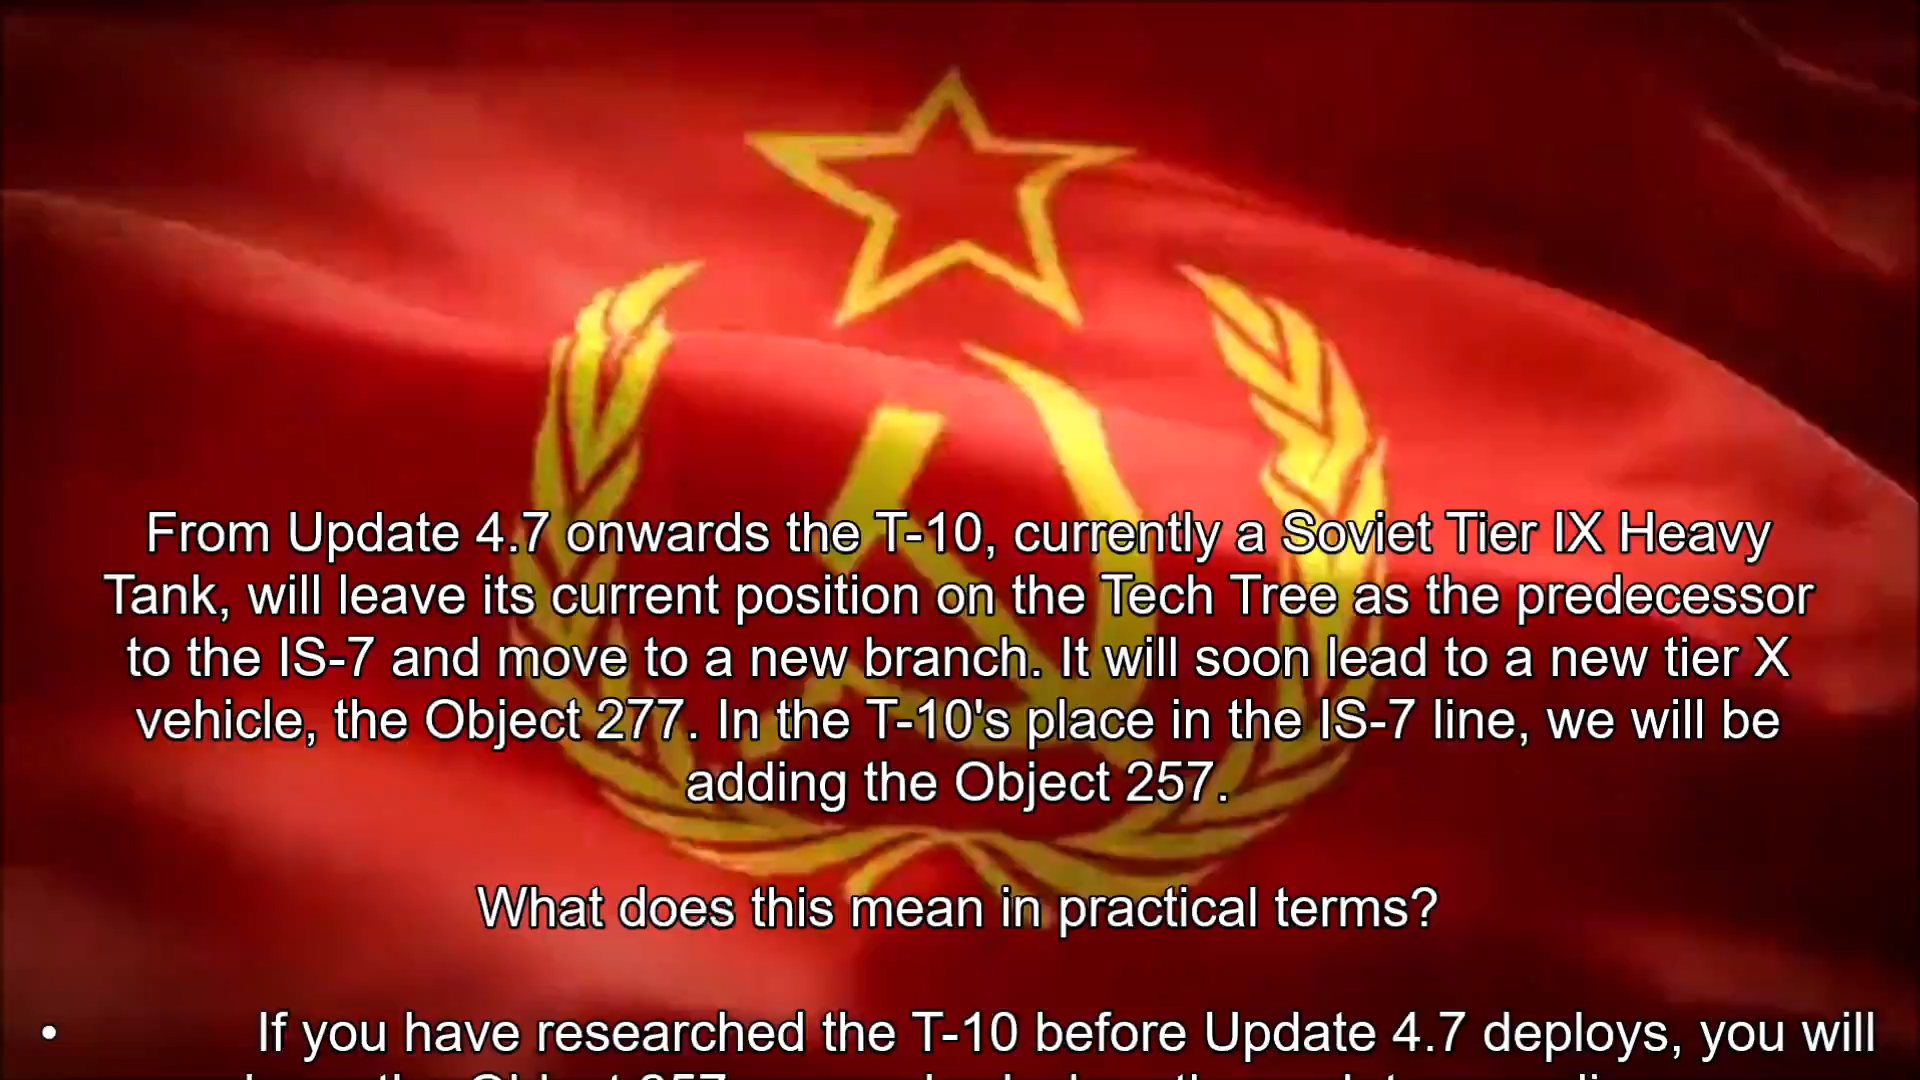 From Update 4.7 onwards the T-10, currently a Soviet Tier IX Heavy
Tank, will leave its current position on the Tech Tree as the predecessor
to the IS-7 and move to a new branch. It will soon lead to a new tier X
vehicle, the Object 277. In the T-10's place in the IS-7 line, we will be
adding the Object 257.
What does this mean in practical terms?
• If you have researched the T-10 before Update 4.7 deploys, you will